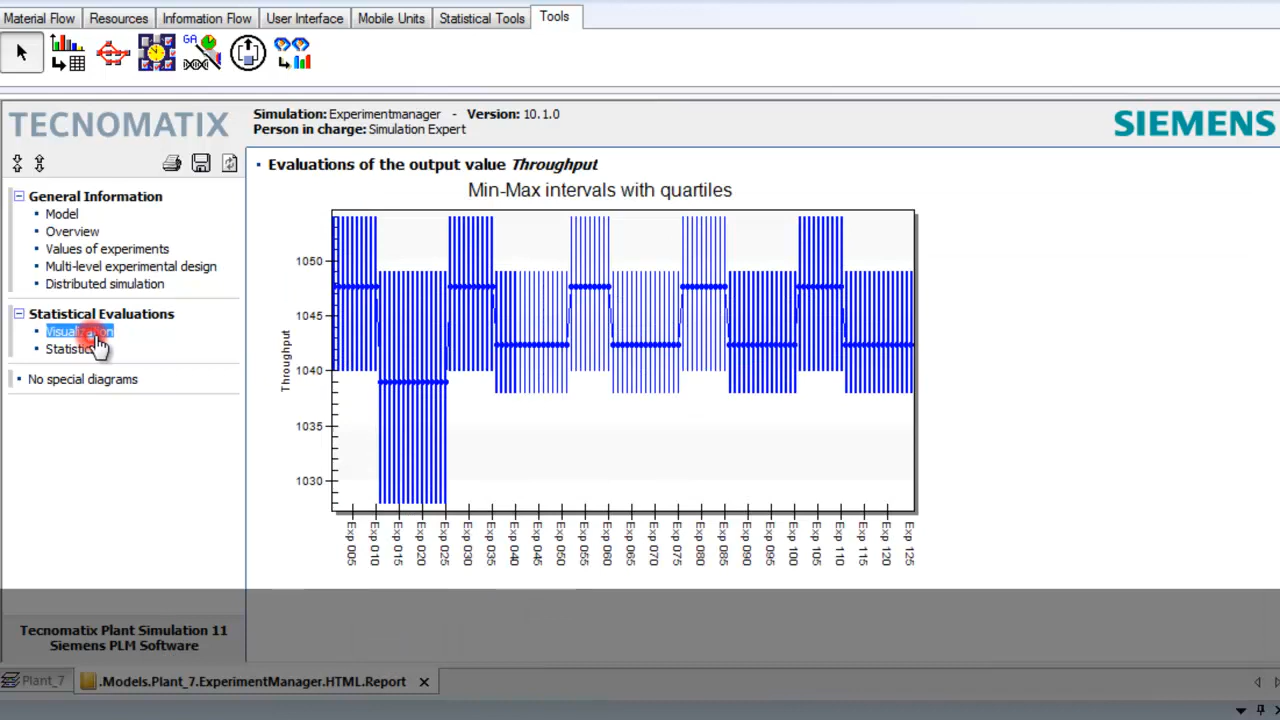 Material Flow Resources Information Flow User Interface Mobile Units Statistical Tools Tools
GA
TECNOMATIX
Simulation: Experimentmanager - Version: 10.1.0
Person in charge: Simulation Expert
SIEMENS
General Information
Model
Overview
Values of experiments
Multi-level experimental design
Distributed simulation
Statistical Evaluations
Visualization
Statisti
No special diagrams
Tecnomatix Plant Simulation 11
Siemens PLM Software
Evaluations of the output value Throughput
Min-Max intervals with quartiles
Throughput
1050
1045
1040
1035
1030
Exp 005
Exp 010
Exp 015
Exp 020
Exp 025
Exp 030
Exp 035
Exp 040
Exp 045
Exp 050
Exp 055
Exp 060
Exp 065
Exp 070
Exp 075
Exp 080
Exp 085
Exp 090
Exp 095
Exp 100
Exp 105
Exp 110
Exp 115
Exp 120
Exp 125
Plant_7
.Models.Plant_7.ExperimentManager.HTML.Report